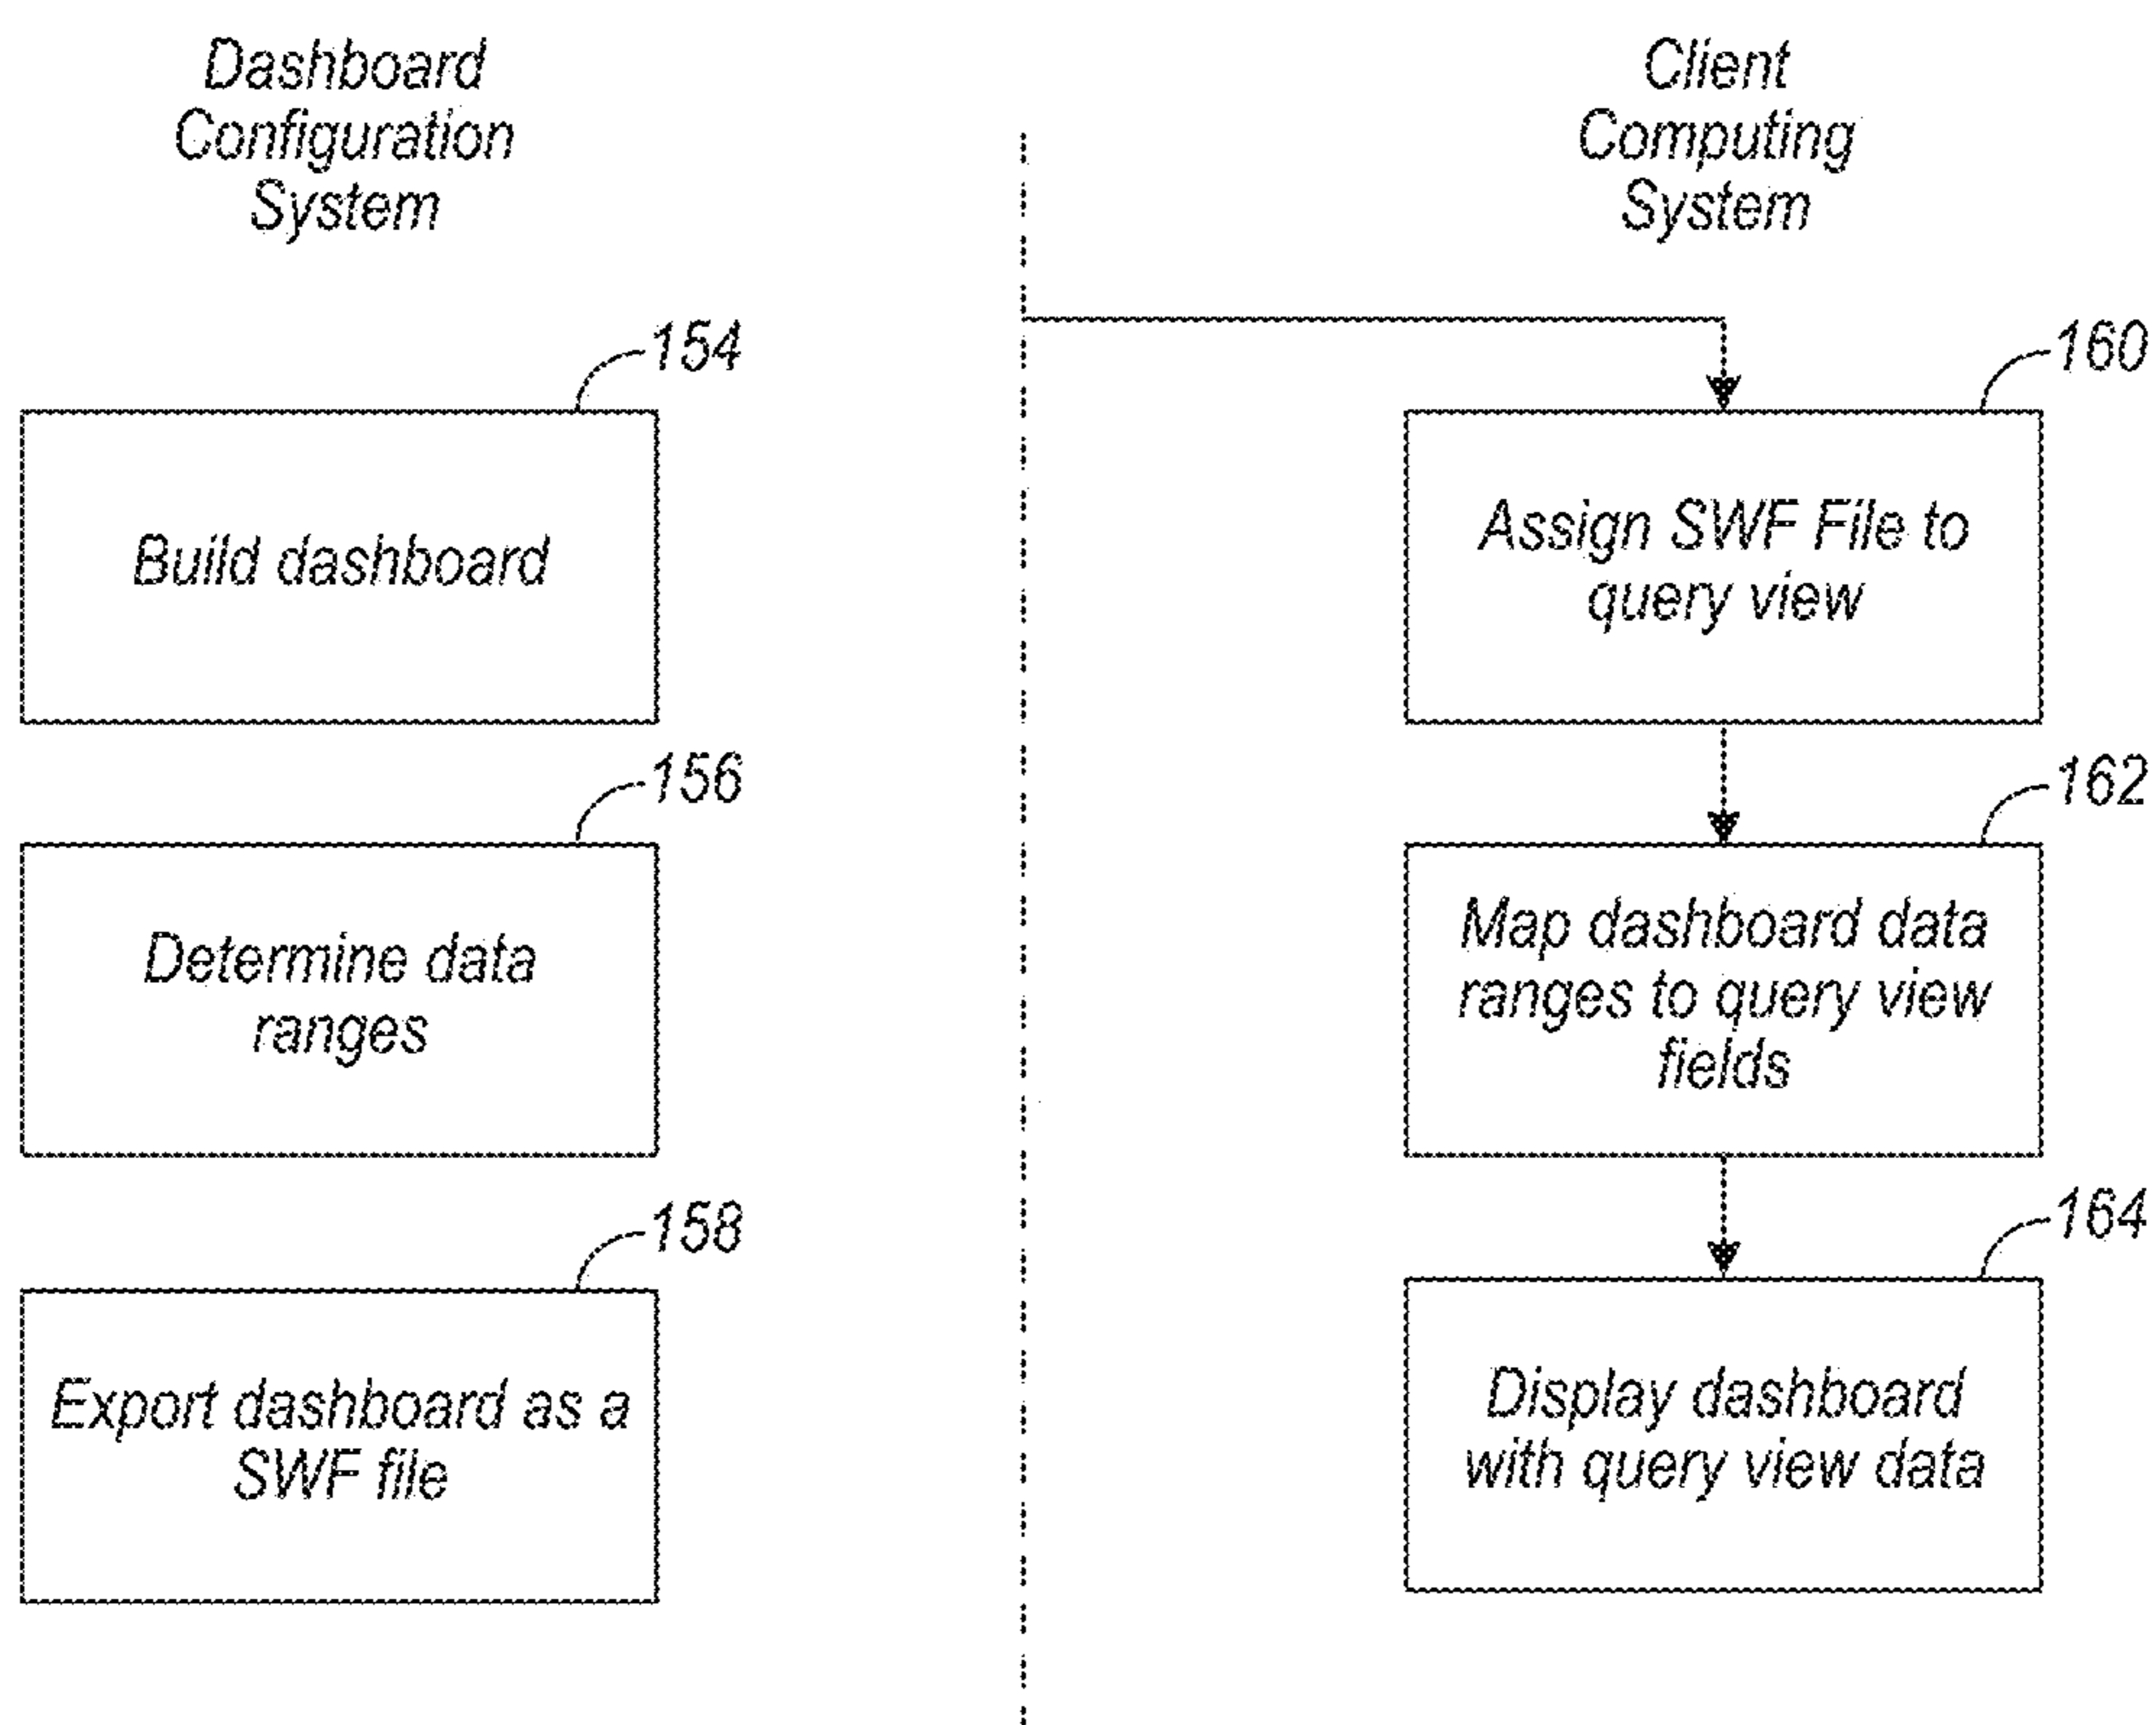 Dashboard
Configuration
System
154
Build dashboard
156
Determine data
ranges
158
Export dashboard as a
SWF file
Client
Computing
System
160
Assign SWF File to
query view
162
Map dashboard data
ranges to query view
fields
164
Display dashboard
with query view data